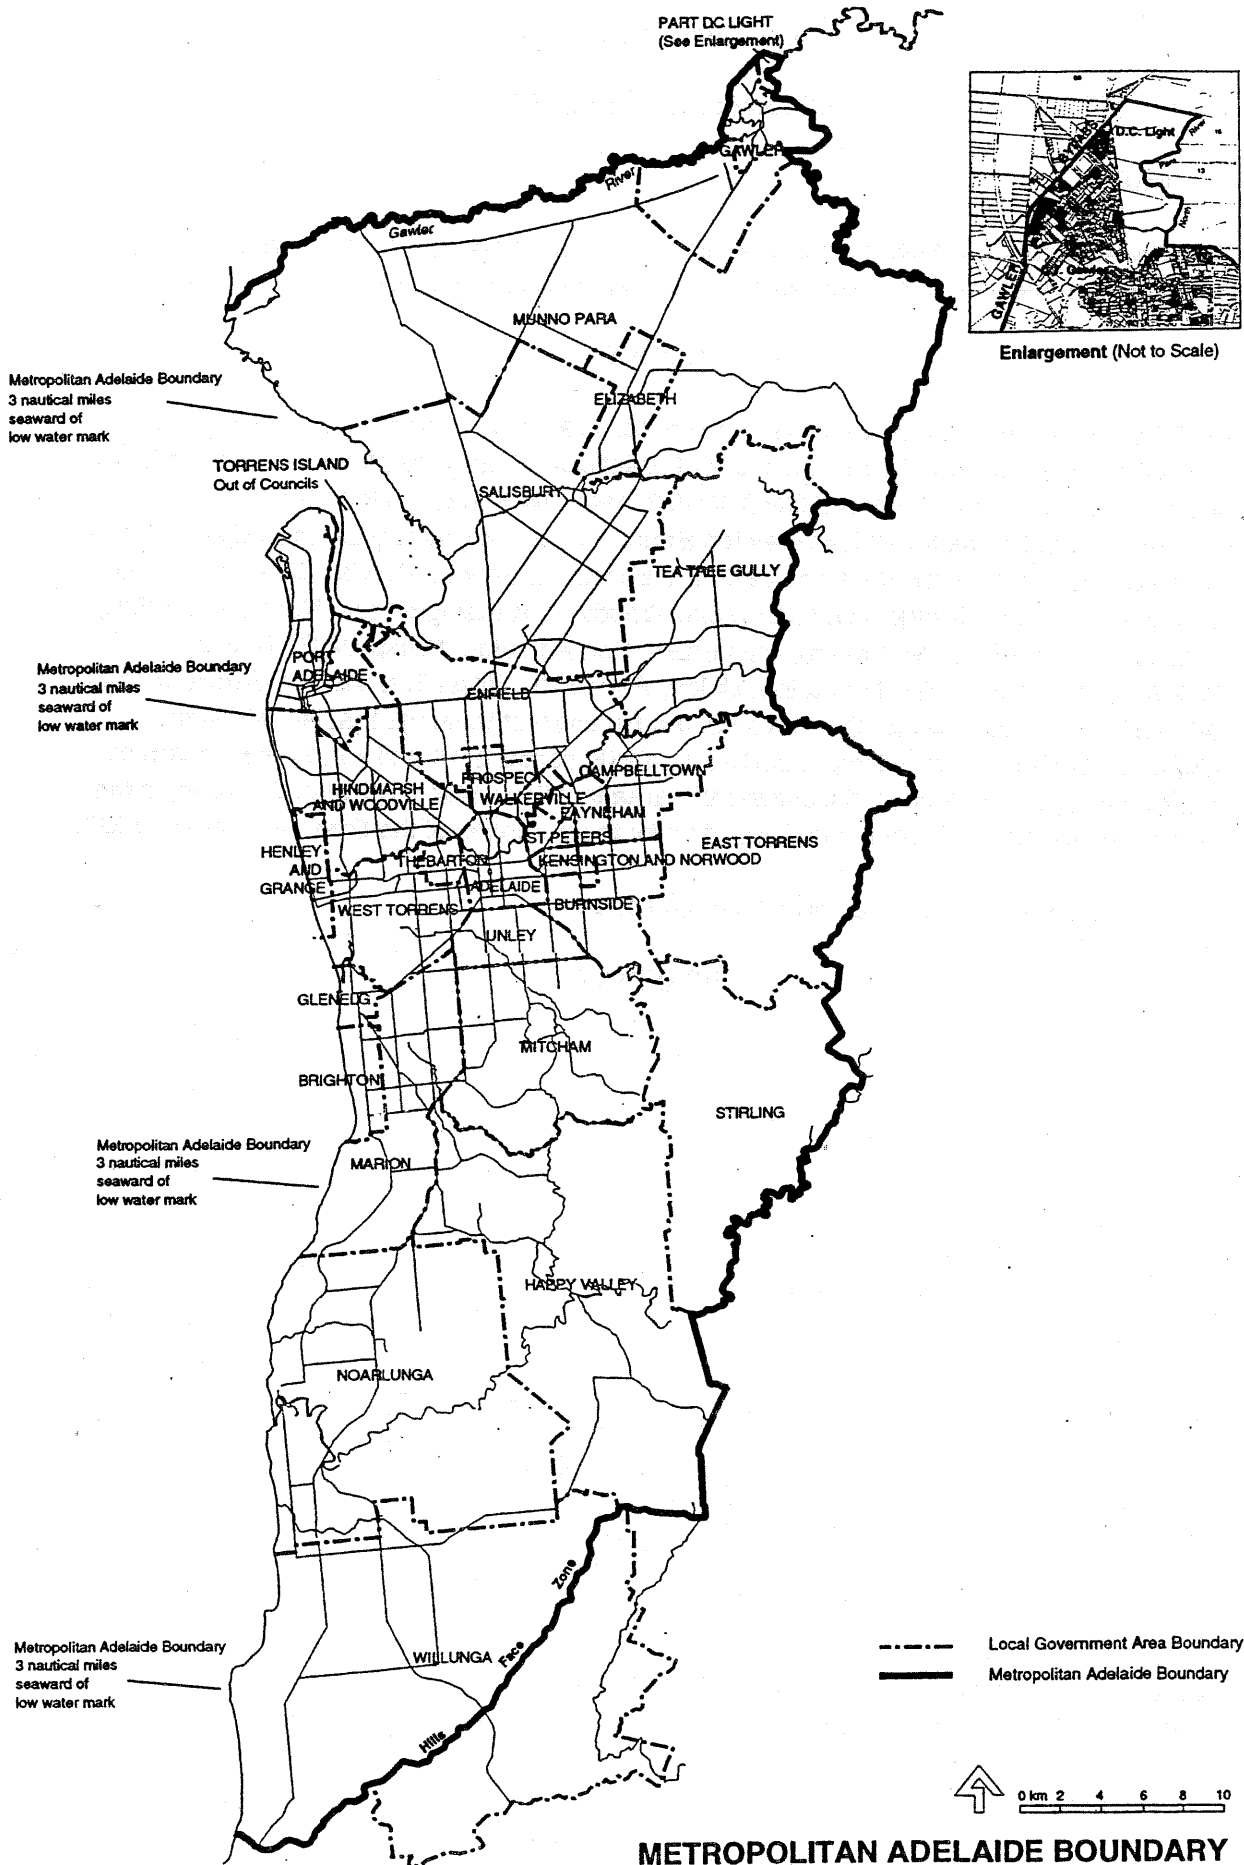 PART DC LIGHT
(See Enlargement)
GAWLER
River
Gawler
D.C. Light
BYPASS
River
Para
North
GAWLER
Enlargement (Not to Scale)
MUNNO PARA
Metropolitan Adelaide Boundary
3 nautical miles
seaward of
low water mark
ELIZABETH
TORRENS ISLAND
Out of Councils
SALISBURY
TEA TREE GULLY
Metropolitan Adelaide Boundary
3 nautical miles
seaward of
low water mark
PORT
ADELAIDE
ENFIELD
PROSPECT
CAMPBELLTOWN
HINDMARSH
AND WOODVILLE
WALKERVILLE
PAYNEHAM
ST PETERS
EAST TORRENS
HENLEY
AND
GRANGE
THEBARTON
KENSINGTON AND NORWOOD
ADELAIDE
WEST TORRENS
BURNSIDE
UNLEY
GLENELG
MITCHAM
BRIGHTON
STIRLING
Metropolitan Adelaide Boundary
3 nautical miles
seaward of
low water mark
MARION
HAPPY VALLEY
NOARLUNGA
Zone
Face
Hills
WILLUNGA
Metropolitan Adelaide Boundary
3 nautical miles
seaward of
low water mark
Local Government Area Boundary
Metropolitan Adelaide Boundary
0 km 2 4 6 8 10
METROPOLITAN ADELAIDE BOUNDARY